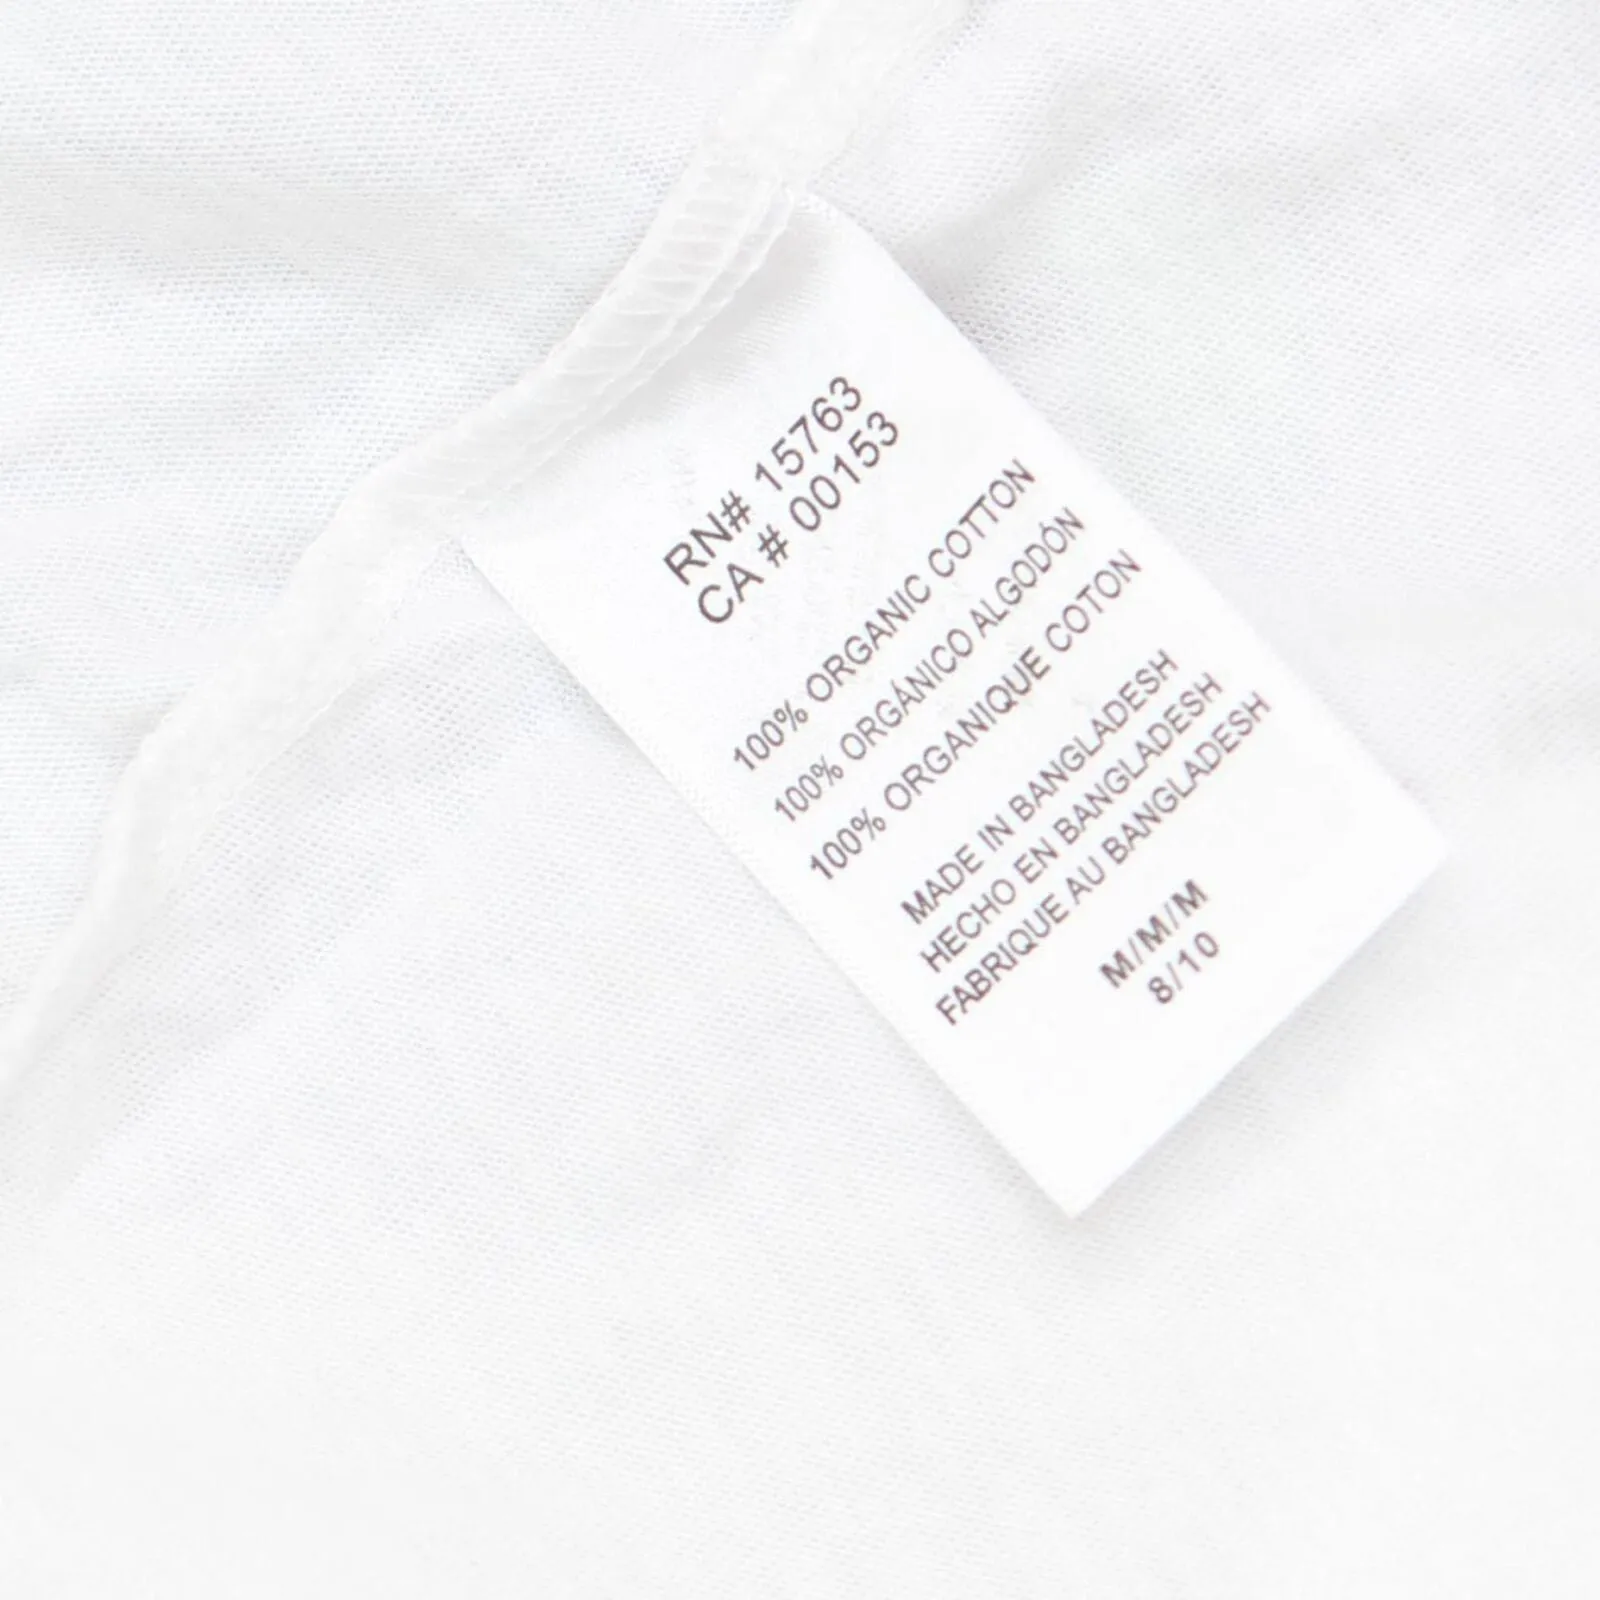 RN# 15763
CA # 00153
100% ORGANIC COTTON
100% ORGÁNICO ALGODÓN
100% ORGANIQUE COTON
MADE IN BANGLADESH
HECHO EN BANGLADESH
FABRIQUE AU BANGLADESH
M/M/M
8/10